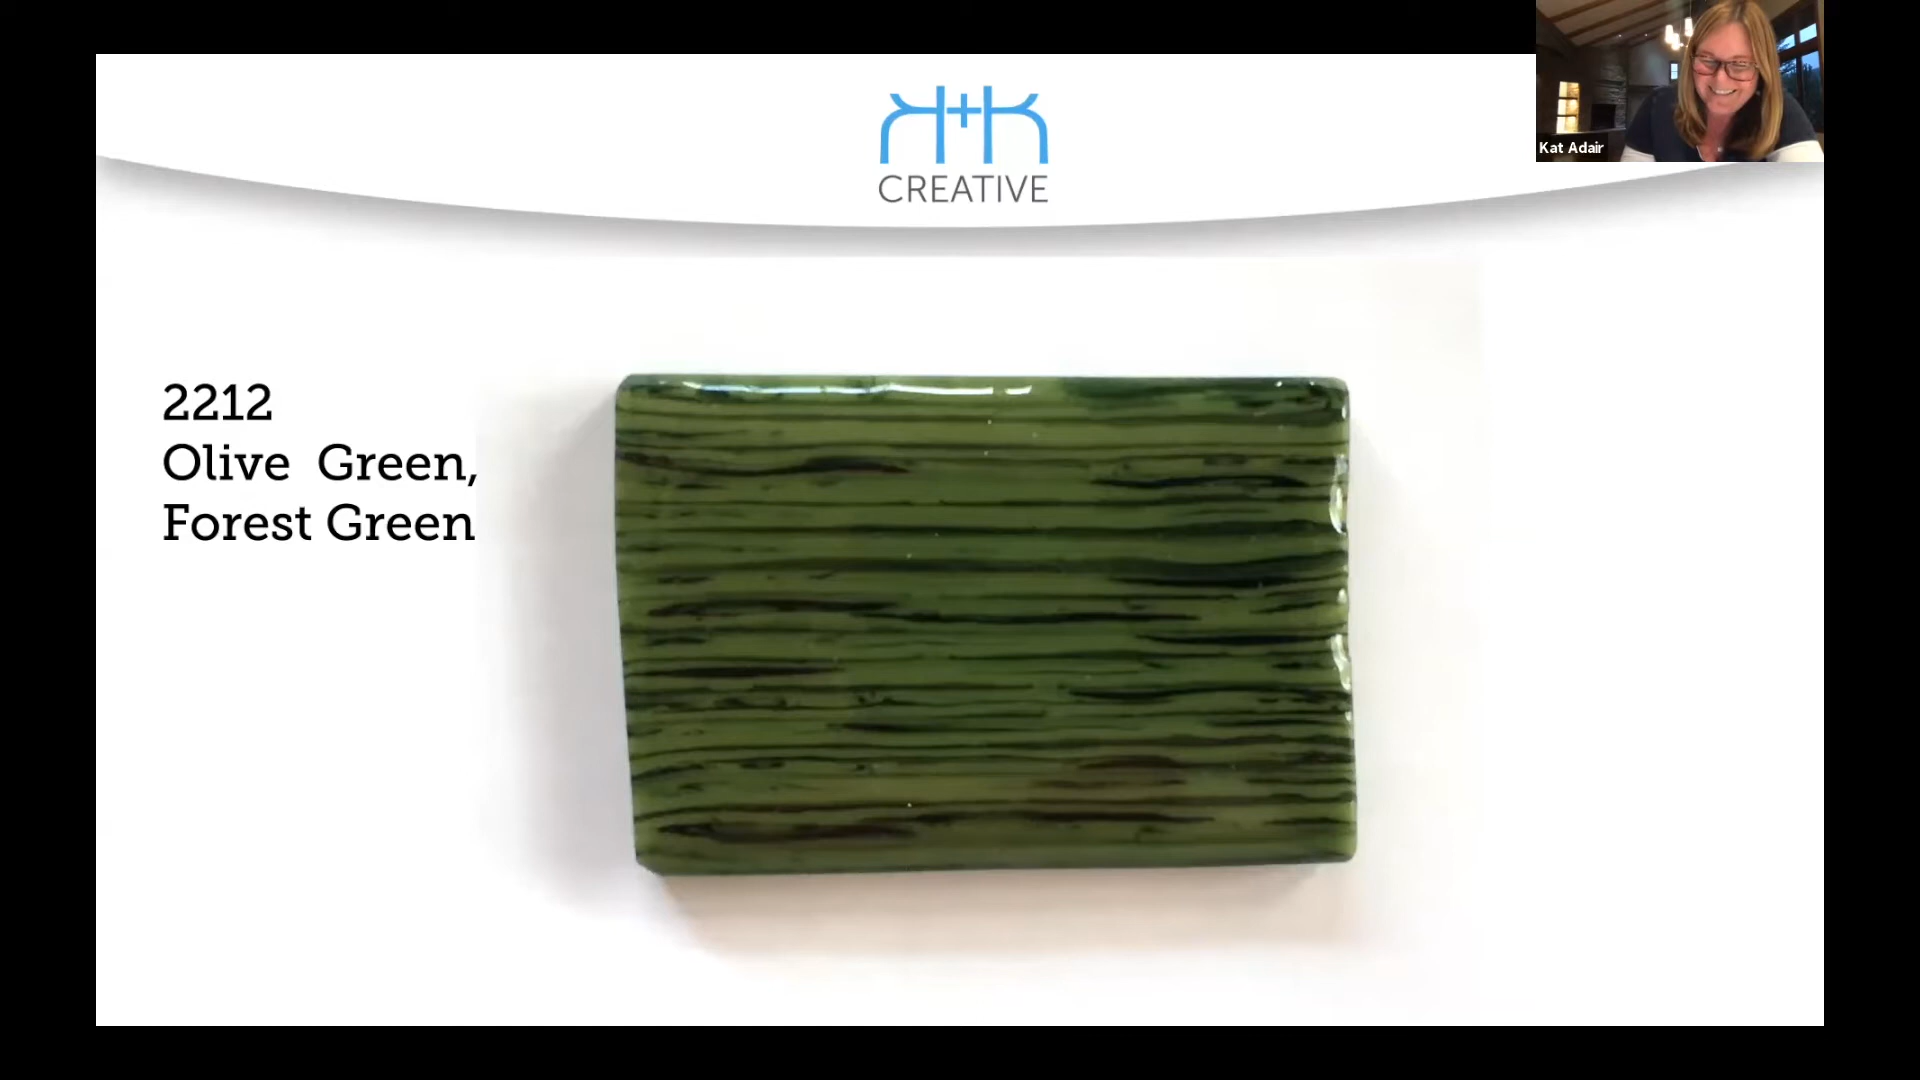 K+K
CREATIVE
Kat Adair
2212
Olive Green,
Forest Green